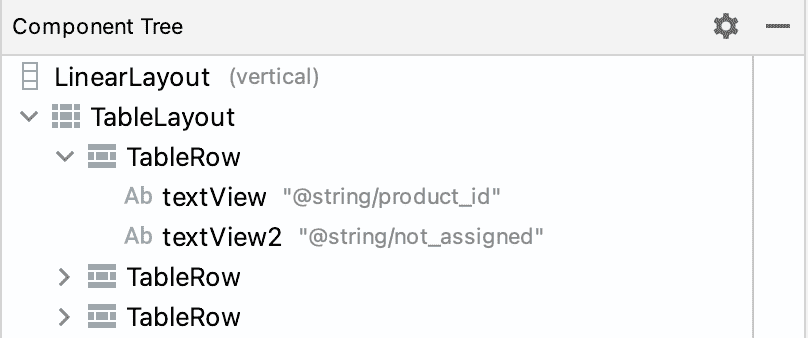 Component Tree
LinearLayout (vertical)
TableLayout
TableRow
Ab textView "@string/product_id"
Ab textView2 "@string/not_assigned"
TableRow
TableRow